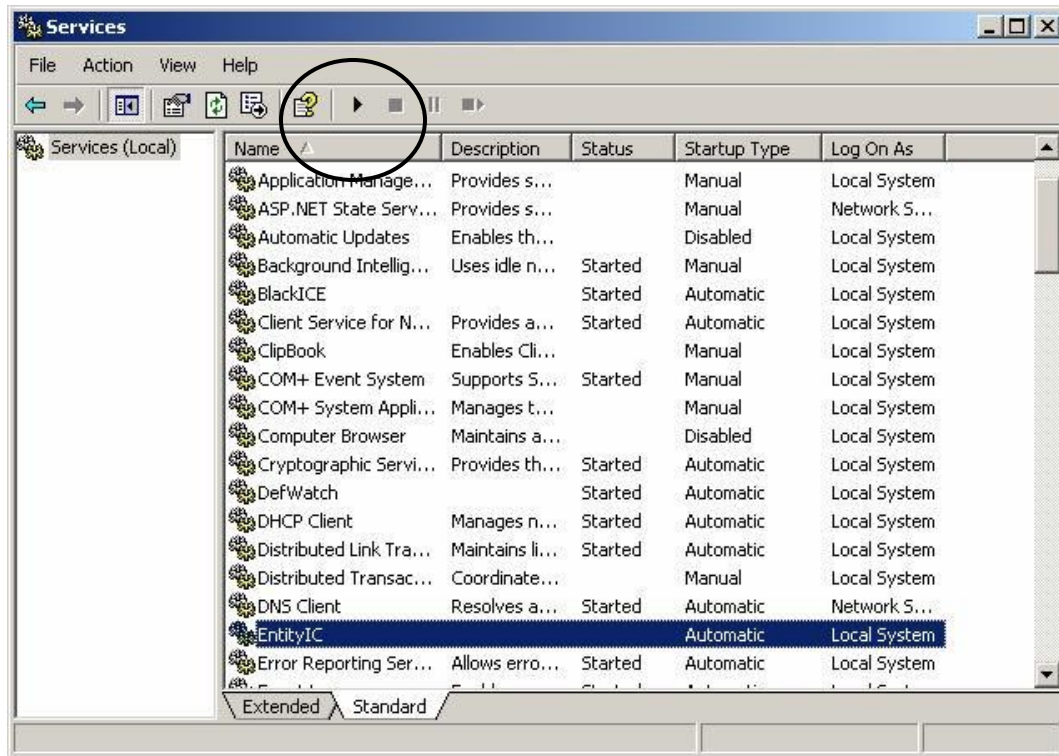 Services
File Action View Help
Services (Local)
Name Description Status Startup Type Log On As
Application Manage... Provides s... Manual Local System
ASP.NET State Serv... Provides s... Manual Network S...
Automatic Updates Enables th... Disabled Local System
Background Intellig... Uses idle n... Started Manual Local System
BlackICE Started Automatic Local System
Client Service for N... Provides a... Started Automatic Local System
ClipBook Enables Cli... Manual Local System
COM+ Event System Supports S... Started Manual Local System
COM+ System Appli... Manages t... Manual Local System
Computer Browser Maintains a... Disabled Local System
Cryptographic Servi... Provides th... Started Automatic Local System
DefWatch Started Automatic Local System
DHCP Client Manages n... Started Automatic Local System
Distributed Link Tra... Maintains li... Started Automatic Local System
Distributed Transac... Coordinate... Manual Local System
DNS Client Resolves a... Started Automatic Network S...
EntityIC Automatic Local System
Error Reporting Ser... Allows erro... Started Automatic Local System
Extended Standard